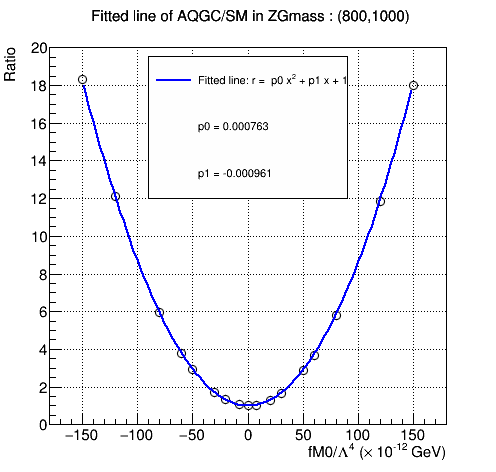 Fitted line of AQGC/SM in ZGmass : (800,1000)
Ratio
20
18
16
14
12
10
8
6
4
2
0
Fitted line: r = p0 x² + p1 x + 1
p0 = 0.000763
p1 = -0.000961
−150 −100 −50 0 50 100 150
fM0/Λ⁴ (× 10⁻¹² GeV)